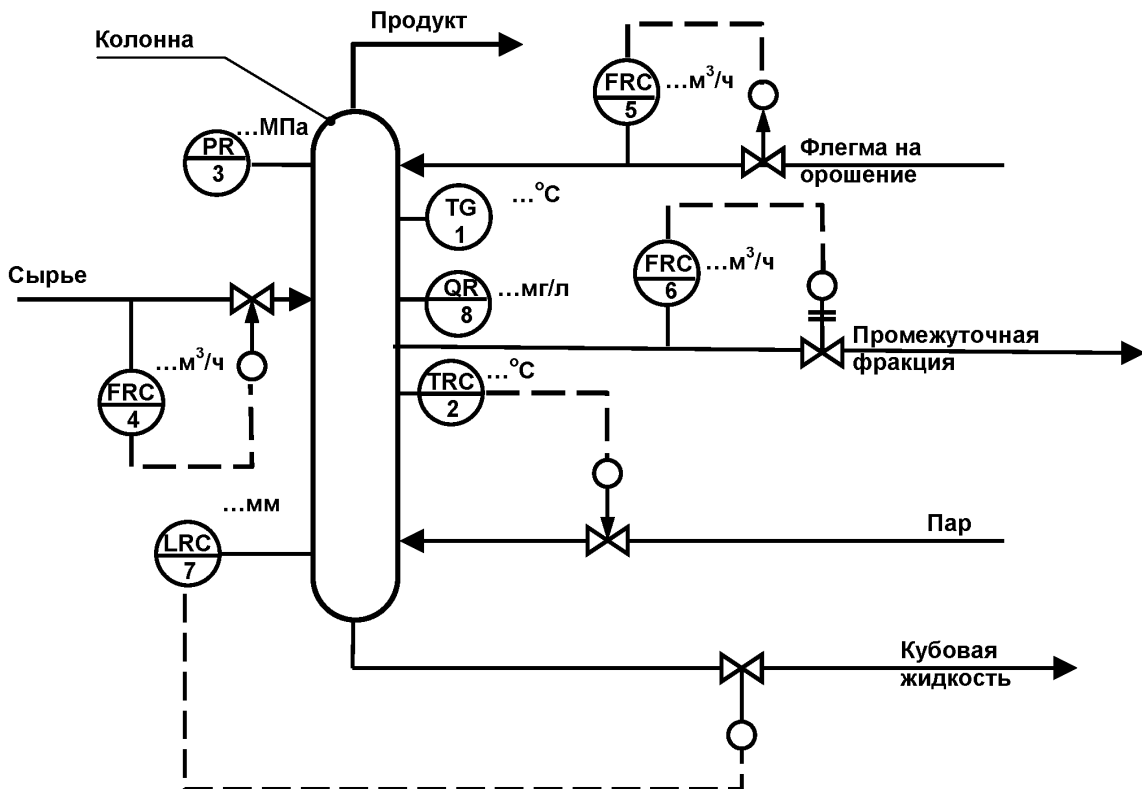 Продукт
Колонна
FRC
5
...м³/ч
...МПа
PR
3
Флегма на
орошение
...°С
TG
1
FRC
6
...м³/ч
Сырье
QR
8
...мг/л
Промежуточная
фракция
...м³/ч
FRC
4
...°С
TRC
2
...мм
LRC
7
Пар
Кубовая
жидкость